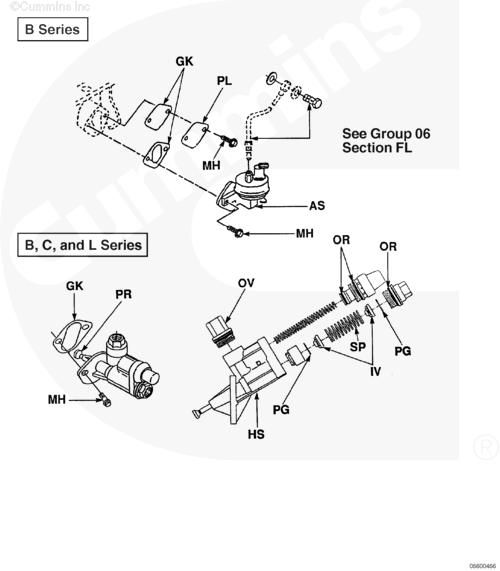 ©Cummins Inc
B Series
GK
PL
MH
See Group 06
Section FL
AS
MH
B, C, and L Series
GK
PR
MH
OV
OR
OR
SP
IV
PG
PG
HS
Cummins
®
05600466